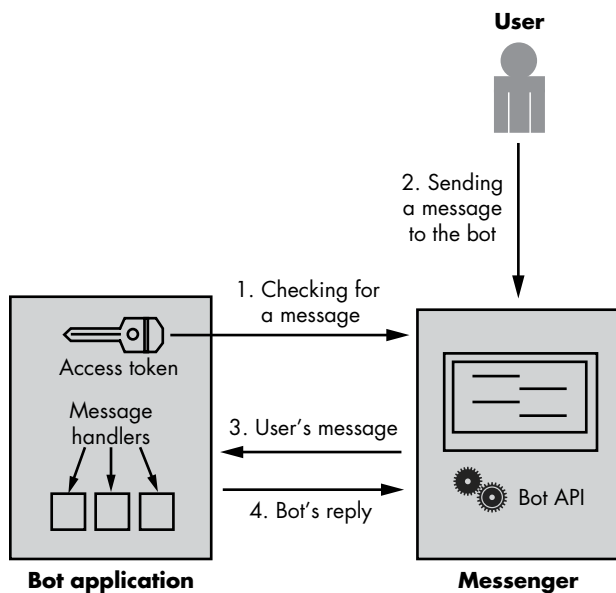 User
2. Sending
a message
to the bot
1. Checking for
a message
Access token
Message
handlers
3. User's message
4. Bot's reply
Bot API
Bot application
Messenger